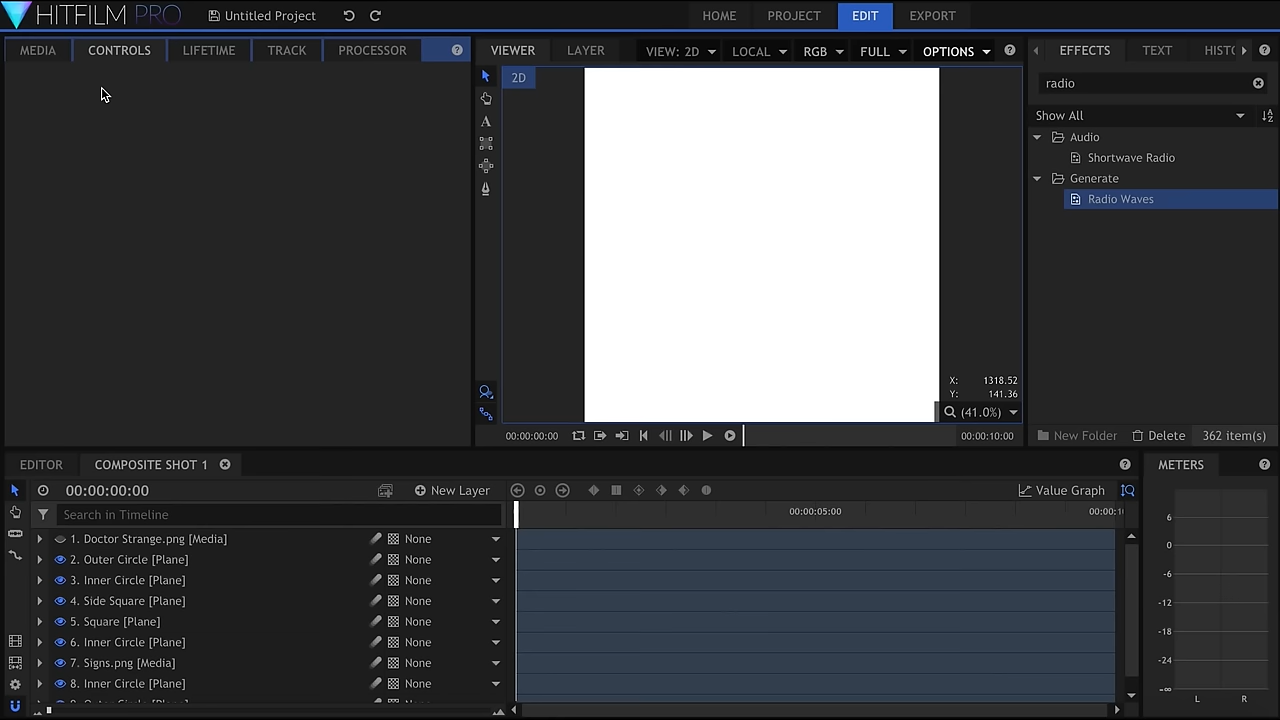 HITFILM PRO
Untitled Project
HOME
PROJECT
EDIT
EXPORT
MEDIA
CONTROLS
LIFETIME
TRACK
PROCESSOR
?
VIEWER
LAYER
VIEW: 2D
LOCAL
RGB
FULL
OPTIONS
?
EFFECTS
TEXT
HISTO
?
2D
radio
Show All
Audio
Shortwave Radio
Generate
Radio Waves
A
X: 1318.52
Y: 141.36
(41.0%)
00:00:00:00
00:00:10:00
New Folder
Delete
362 item(s)
EDITOR
COMPOSITE SHOT 1
?
METERS
?
00:00:00:00
New Layer
Value Graph
Search in Timeline
00:00:05:00
00:00:10
1. Doctor Strange.png [Media] None
2. Outer Circle [Plane] None
3. Inner Circle [Plane] None
4. Side Square [Plane] None
5. Square [Plane] None
6. Inner Circle [Plane] None
7. Signs.png [Media] None
8. Inner Circle [Plane] None
6
0
-6
-12
-18
-24
-∞
L R